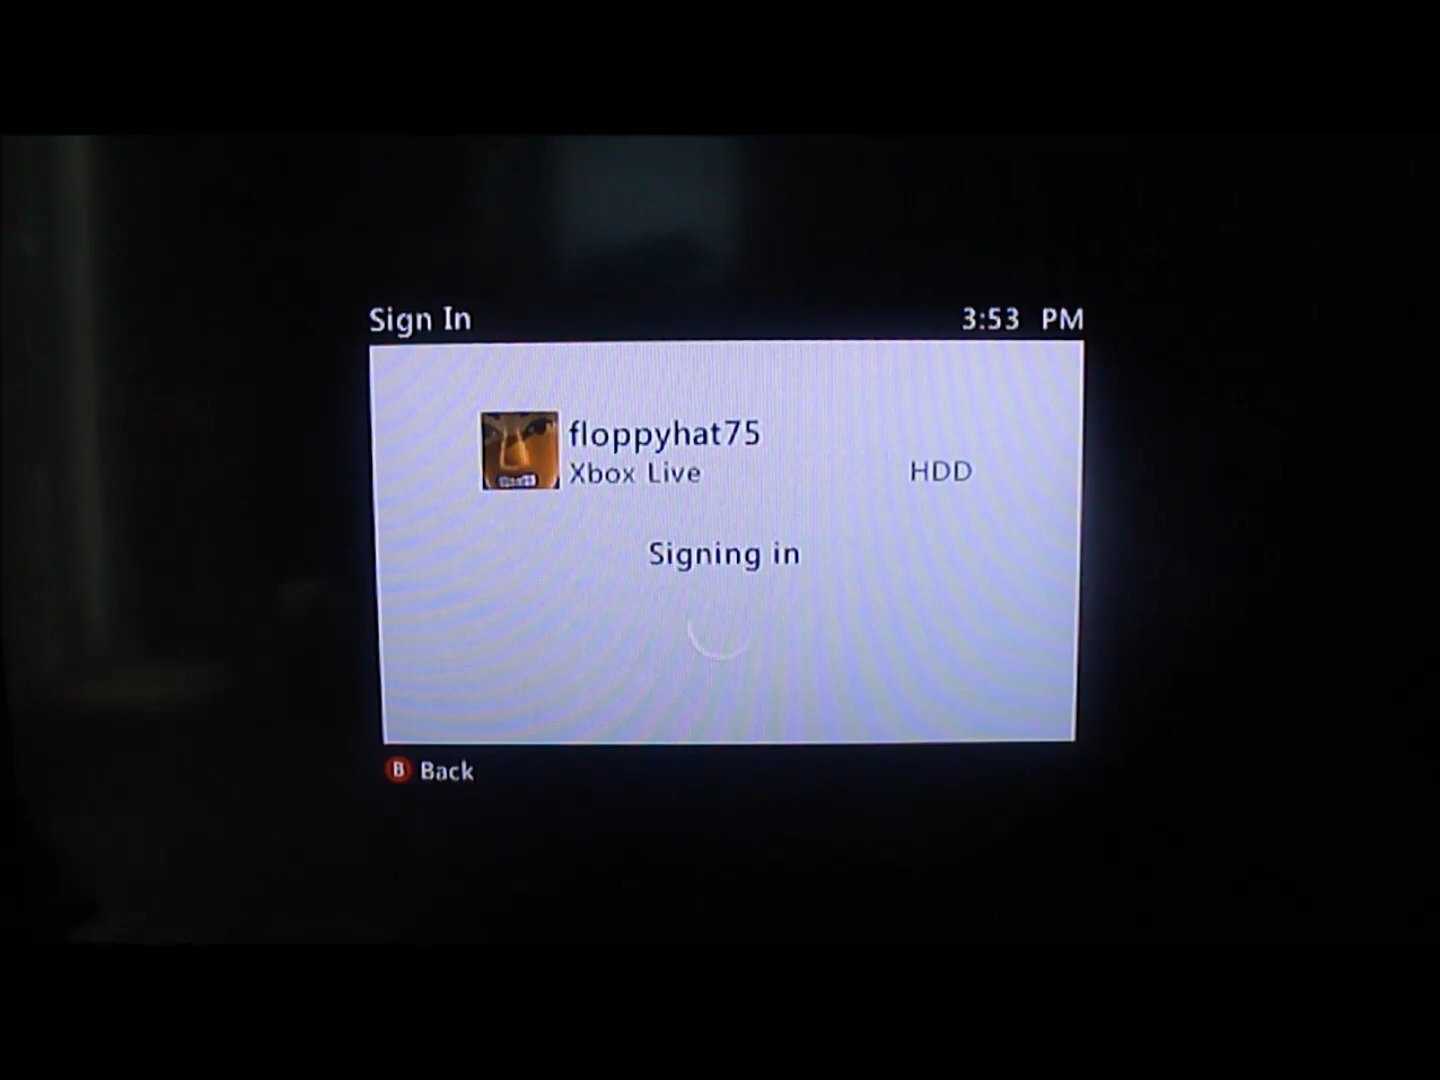 Sign In
3:53 PM
floppyhat75
Xbox Live
HDD
Signing in
B Back